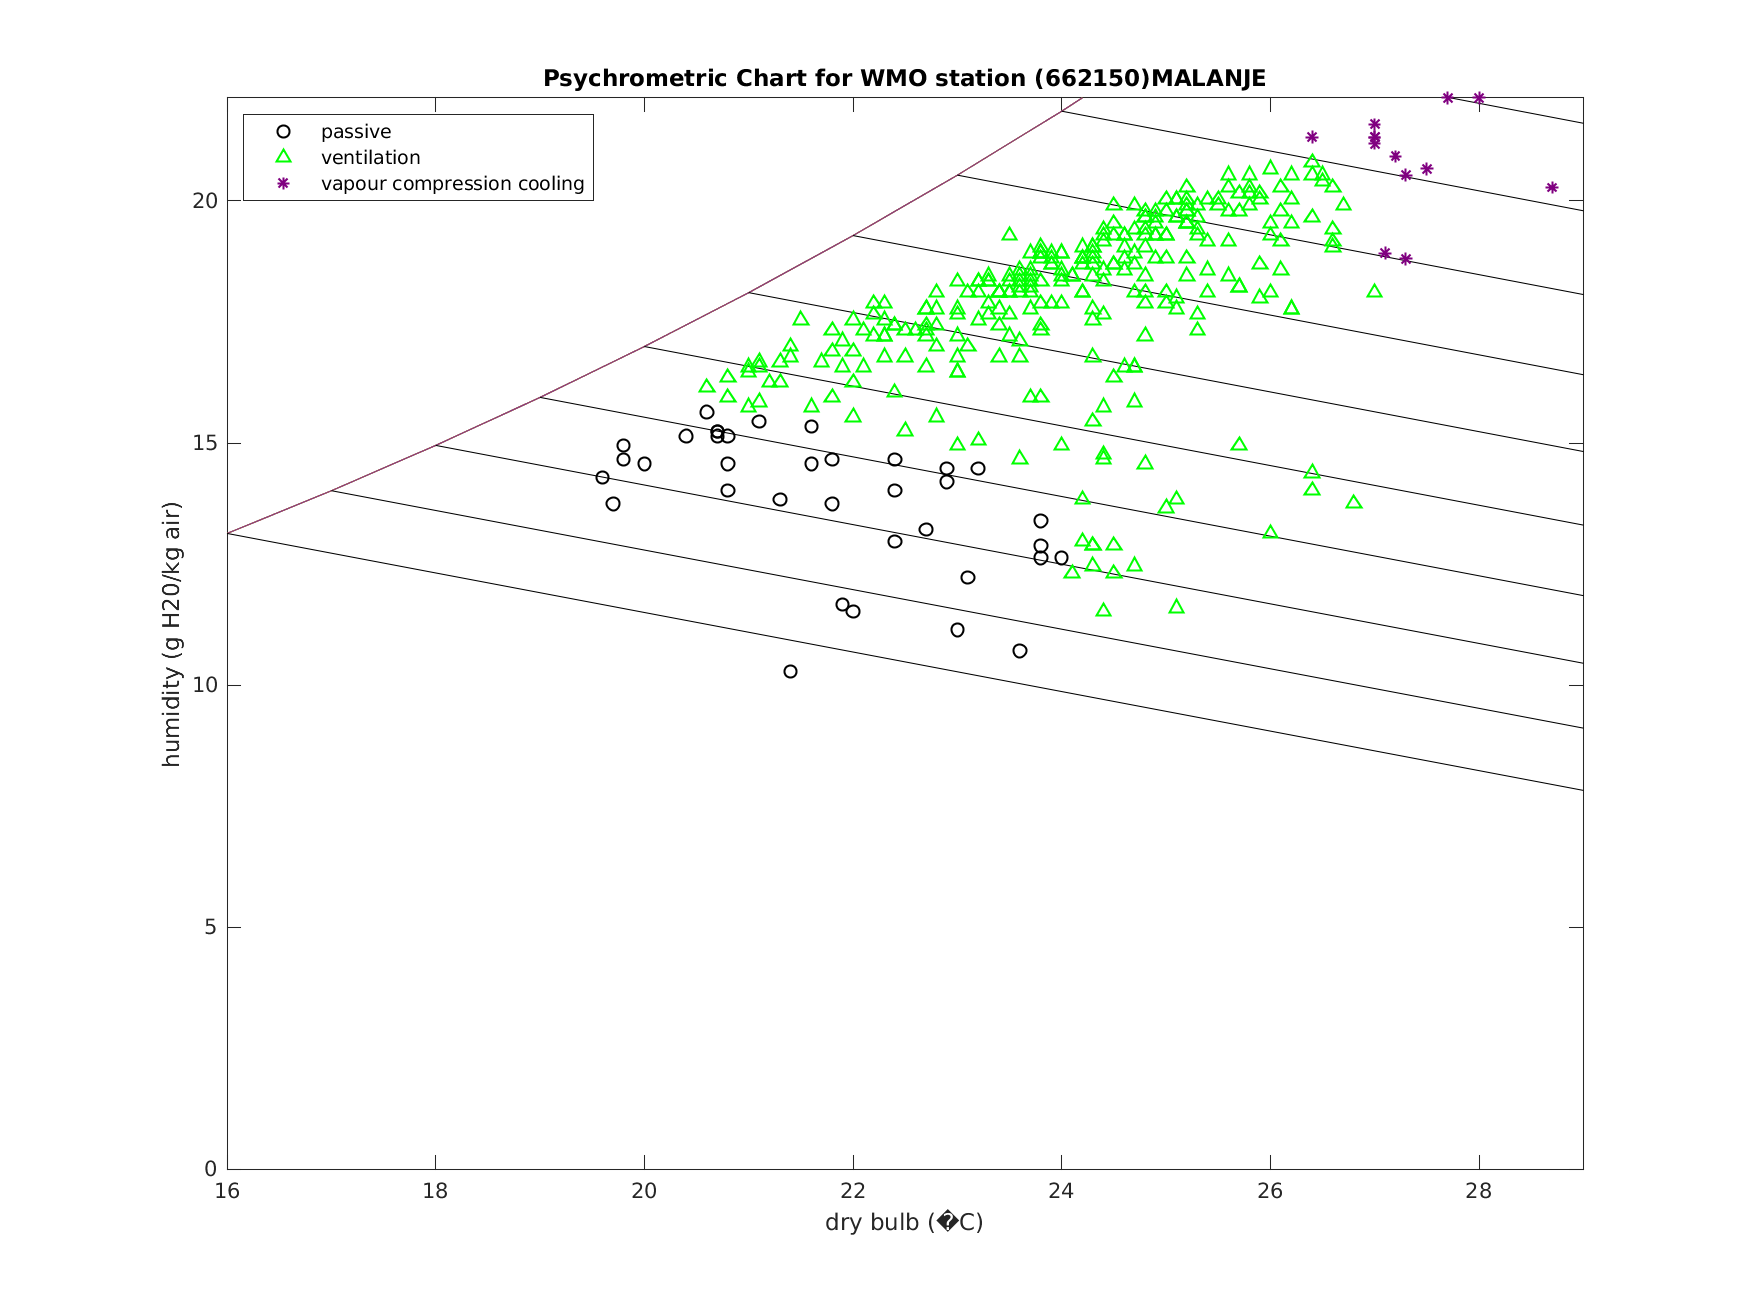 Psychrometric Chart for WMO station (662150)MALANJE
passive
ventilation
vapour compression cooling
humidity (g H20/kg air)
20
15
10
5
0
16 18 20 22 24 26 28
dry bulb (�C)